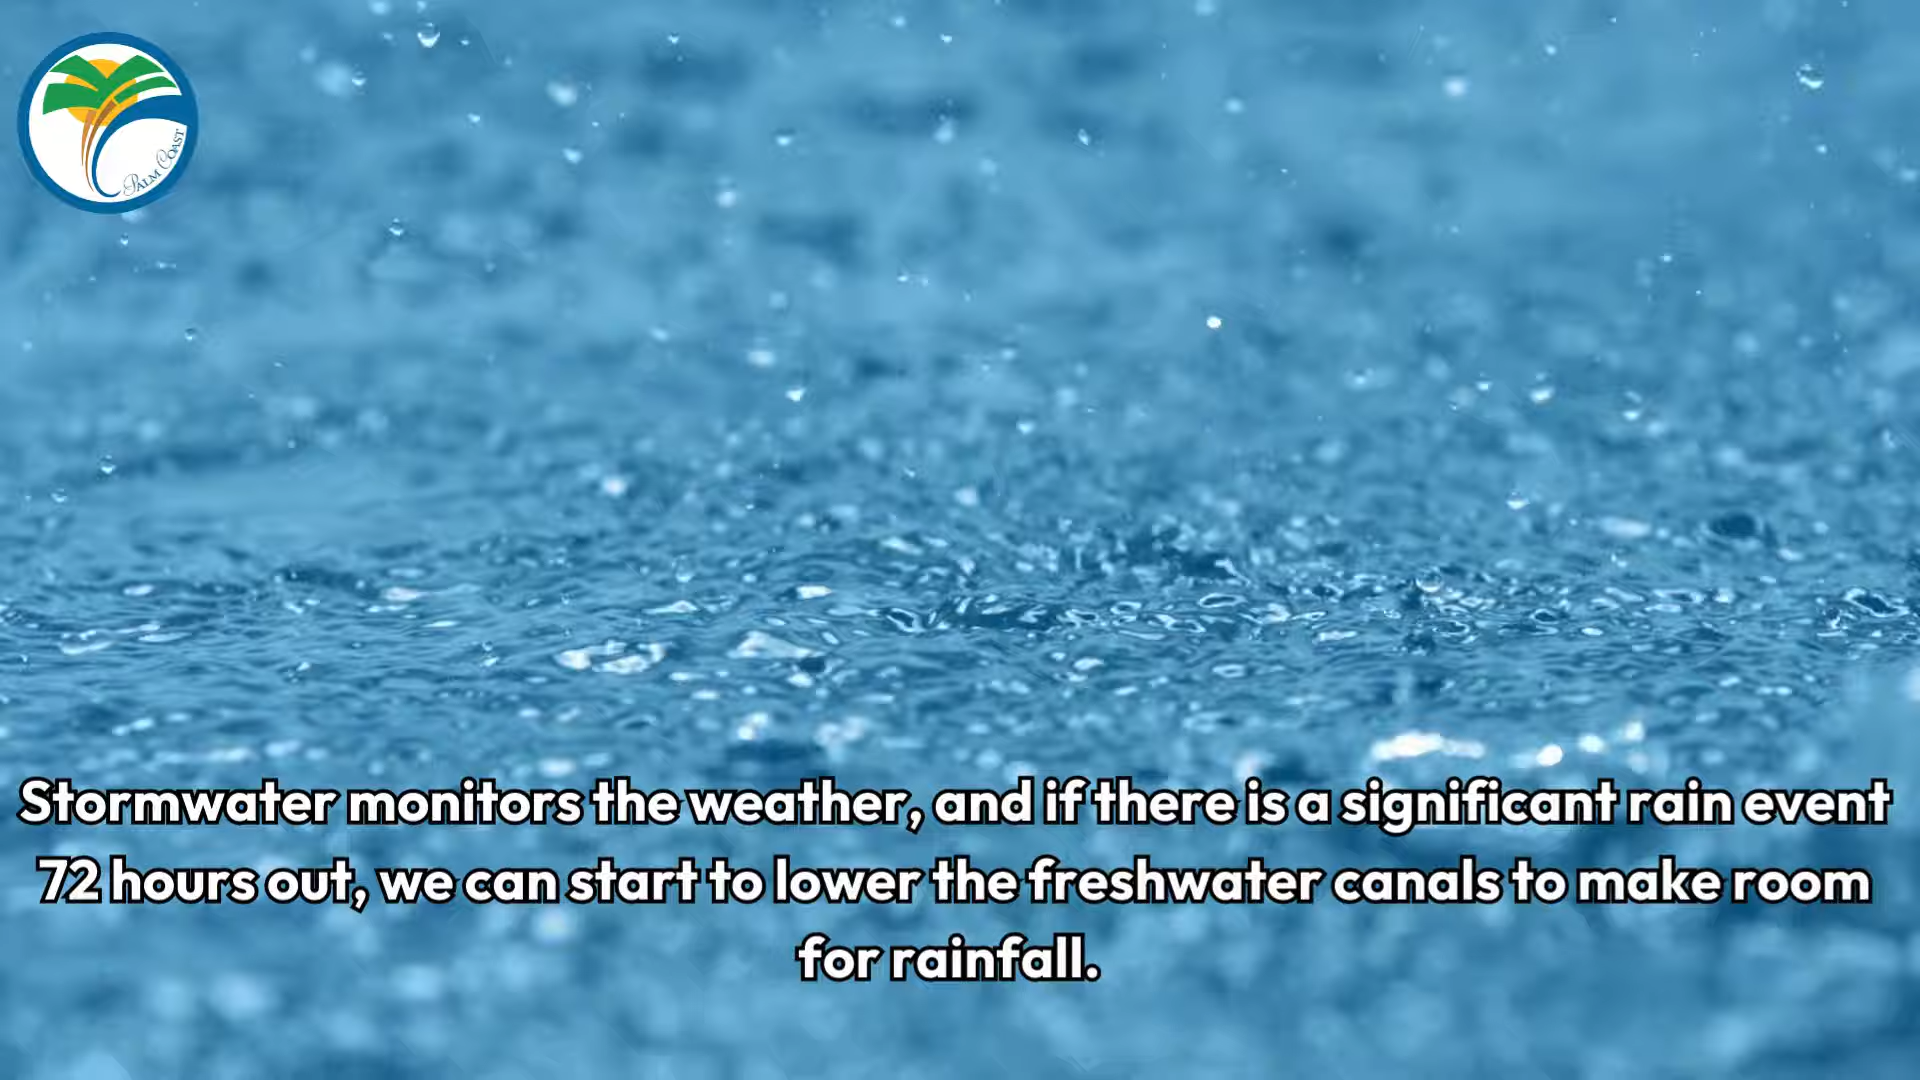 PALM COAST
Stormwater monitors the weather, and if there is a significant rain event
72 hours out, we can start to lower the freshwater canals to make room
for rainfall.